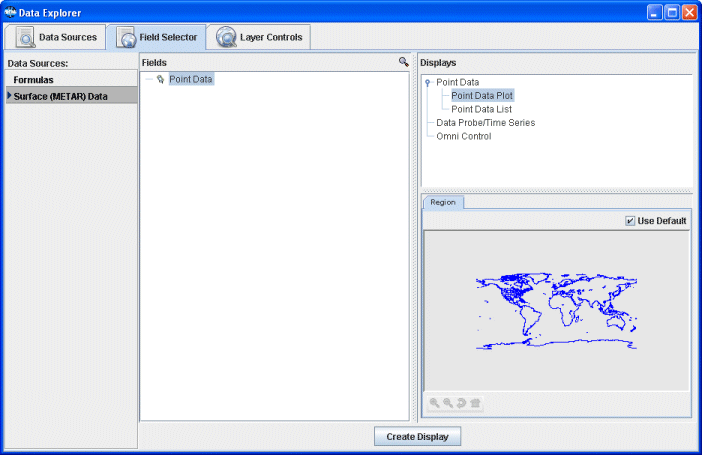 Data Explorer
Data Sources
Field Selector
Layer Controls
Data Sources:
Formulas
Surface (METAR) Data
Fields
Point Data
Displays
Point Data
Point Data Plot
Point Data List
Data Probe/Time Series
Omni Control
Region
Use Default
Create Display